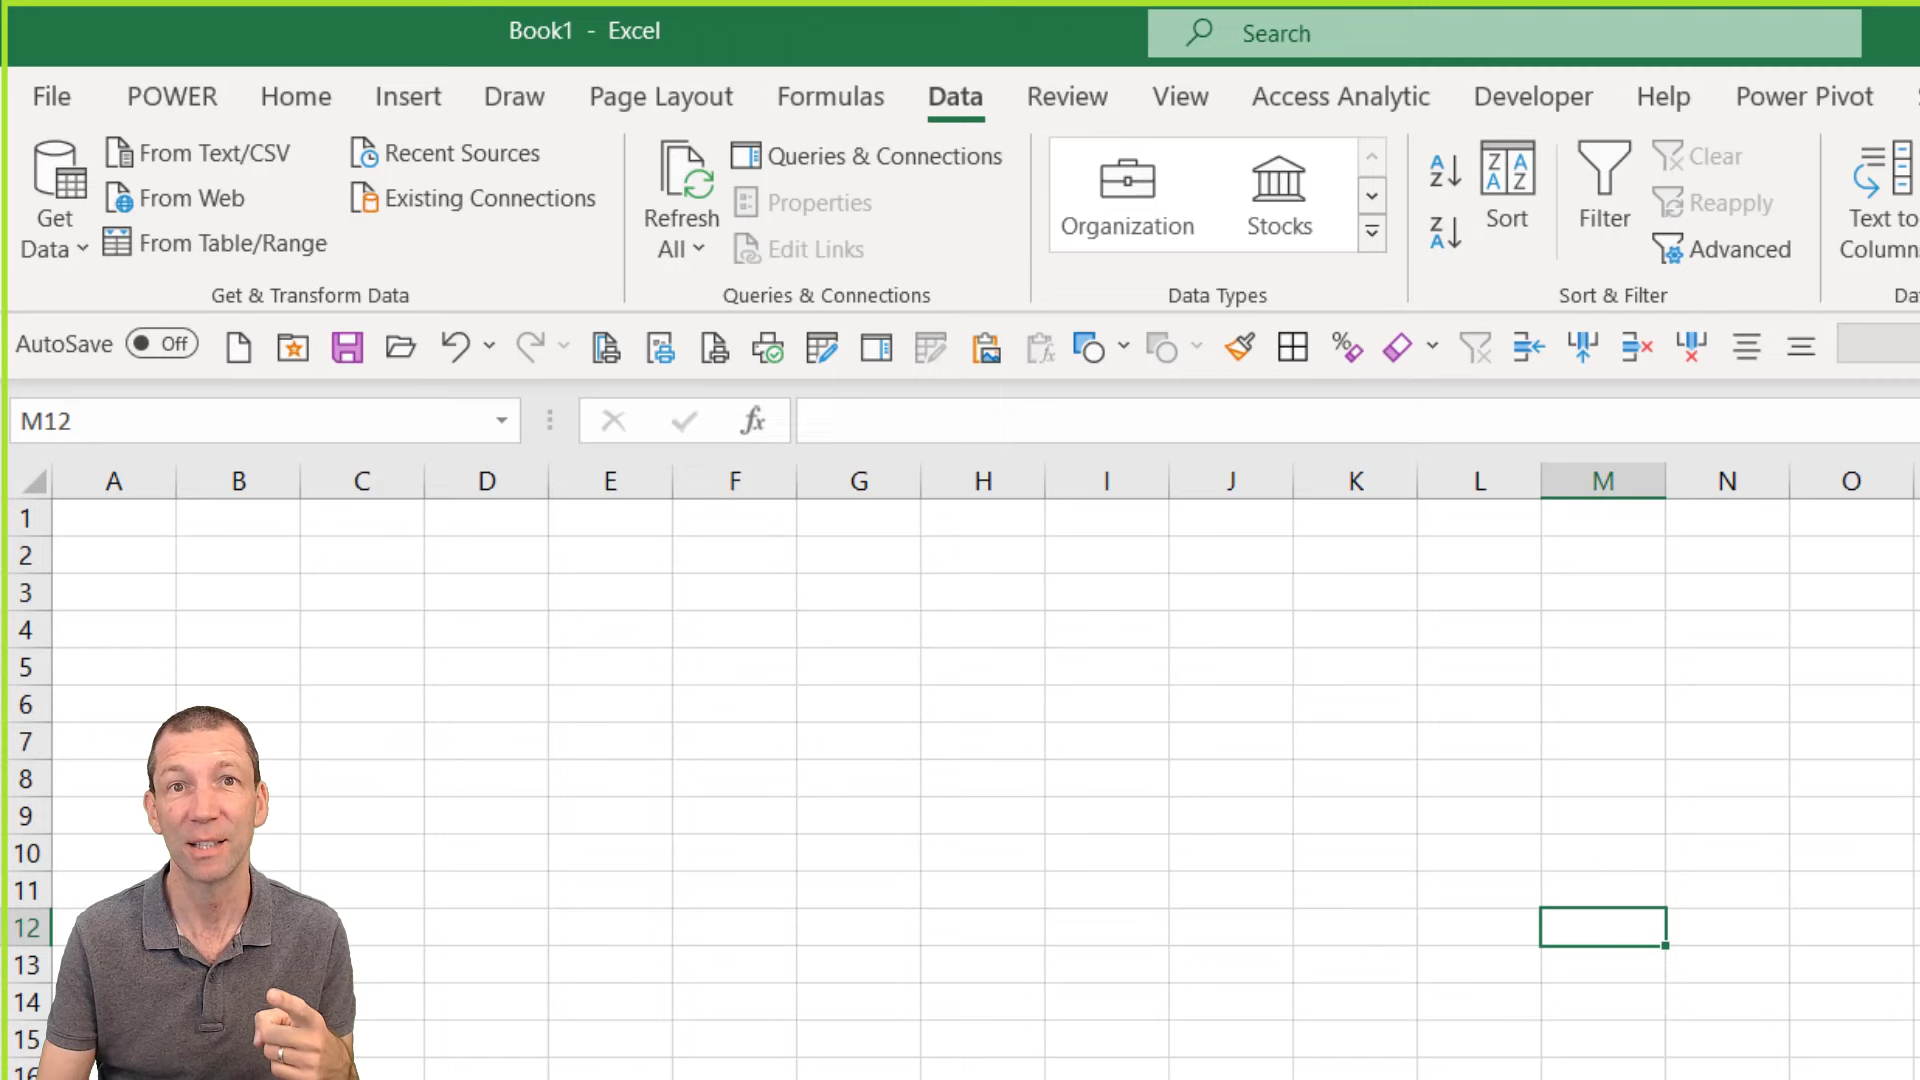 Book1 - Excel
Search
File POWER Home Insert Draw Page Layout Formulas Data Review View Access Analytic Developer Help Power Pivot
Get Data
From Text/CSV
From Web
From Table/Range
Recent Sources
Existing Connections
Get & Transform Data
Refresh All
Queries & Connections
Properties
Edit Links
Queries & Connections
Organization
Stocks
Data Types
Sort
Filter
Clear
Reapply
Advanced
Sort & Filter
Text to
AutoSave Off
M12
fx
A B C D E F G H I J K L M N O
1
2
3
4
5
6
7
8
9
10
11
12
13
14
15
16